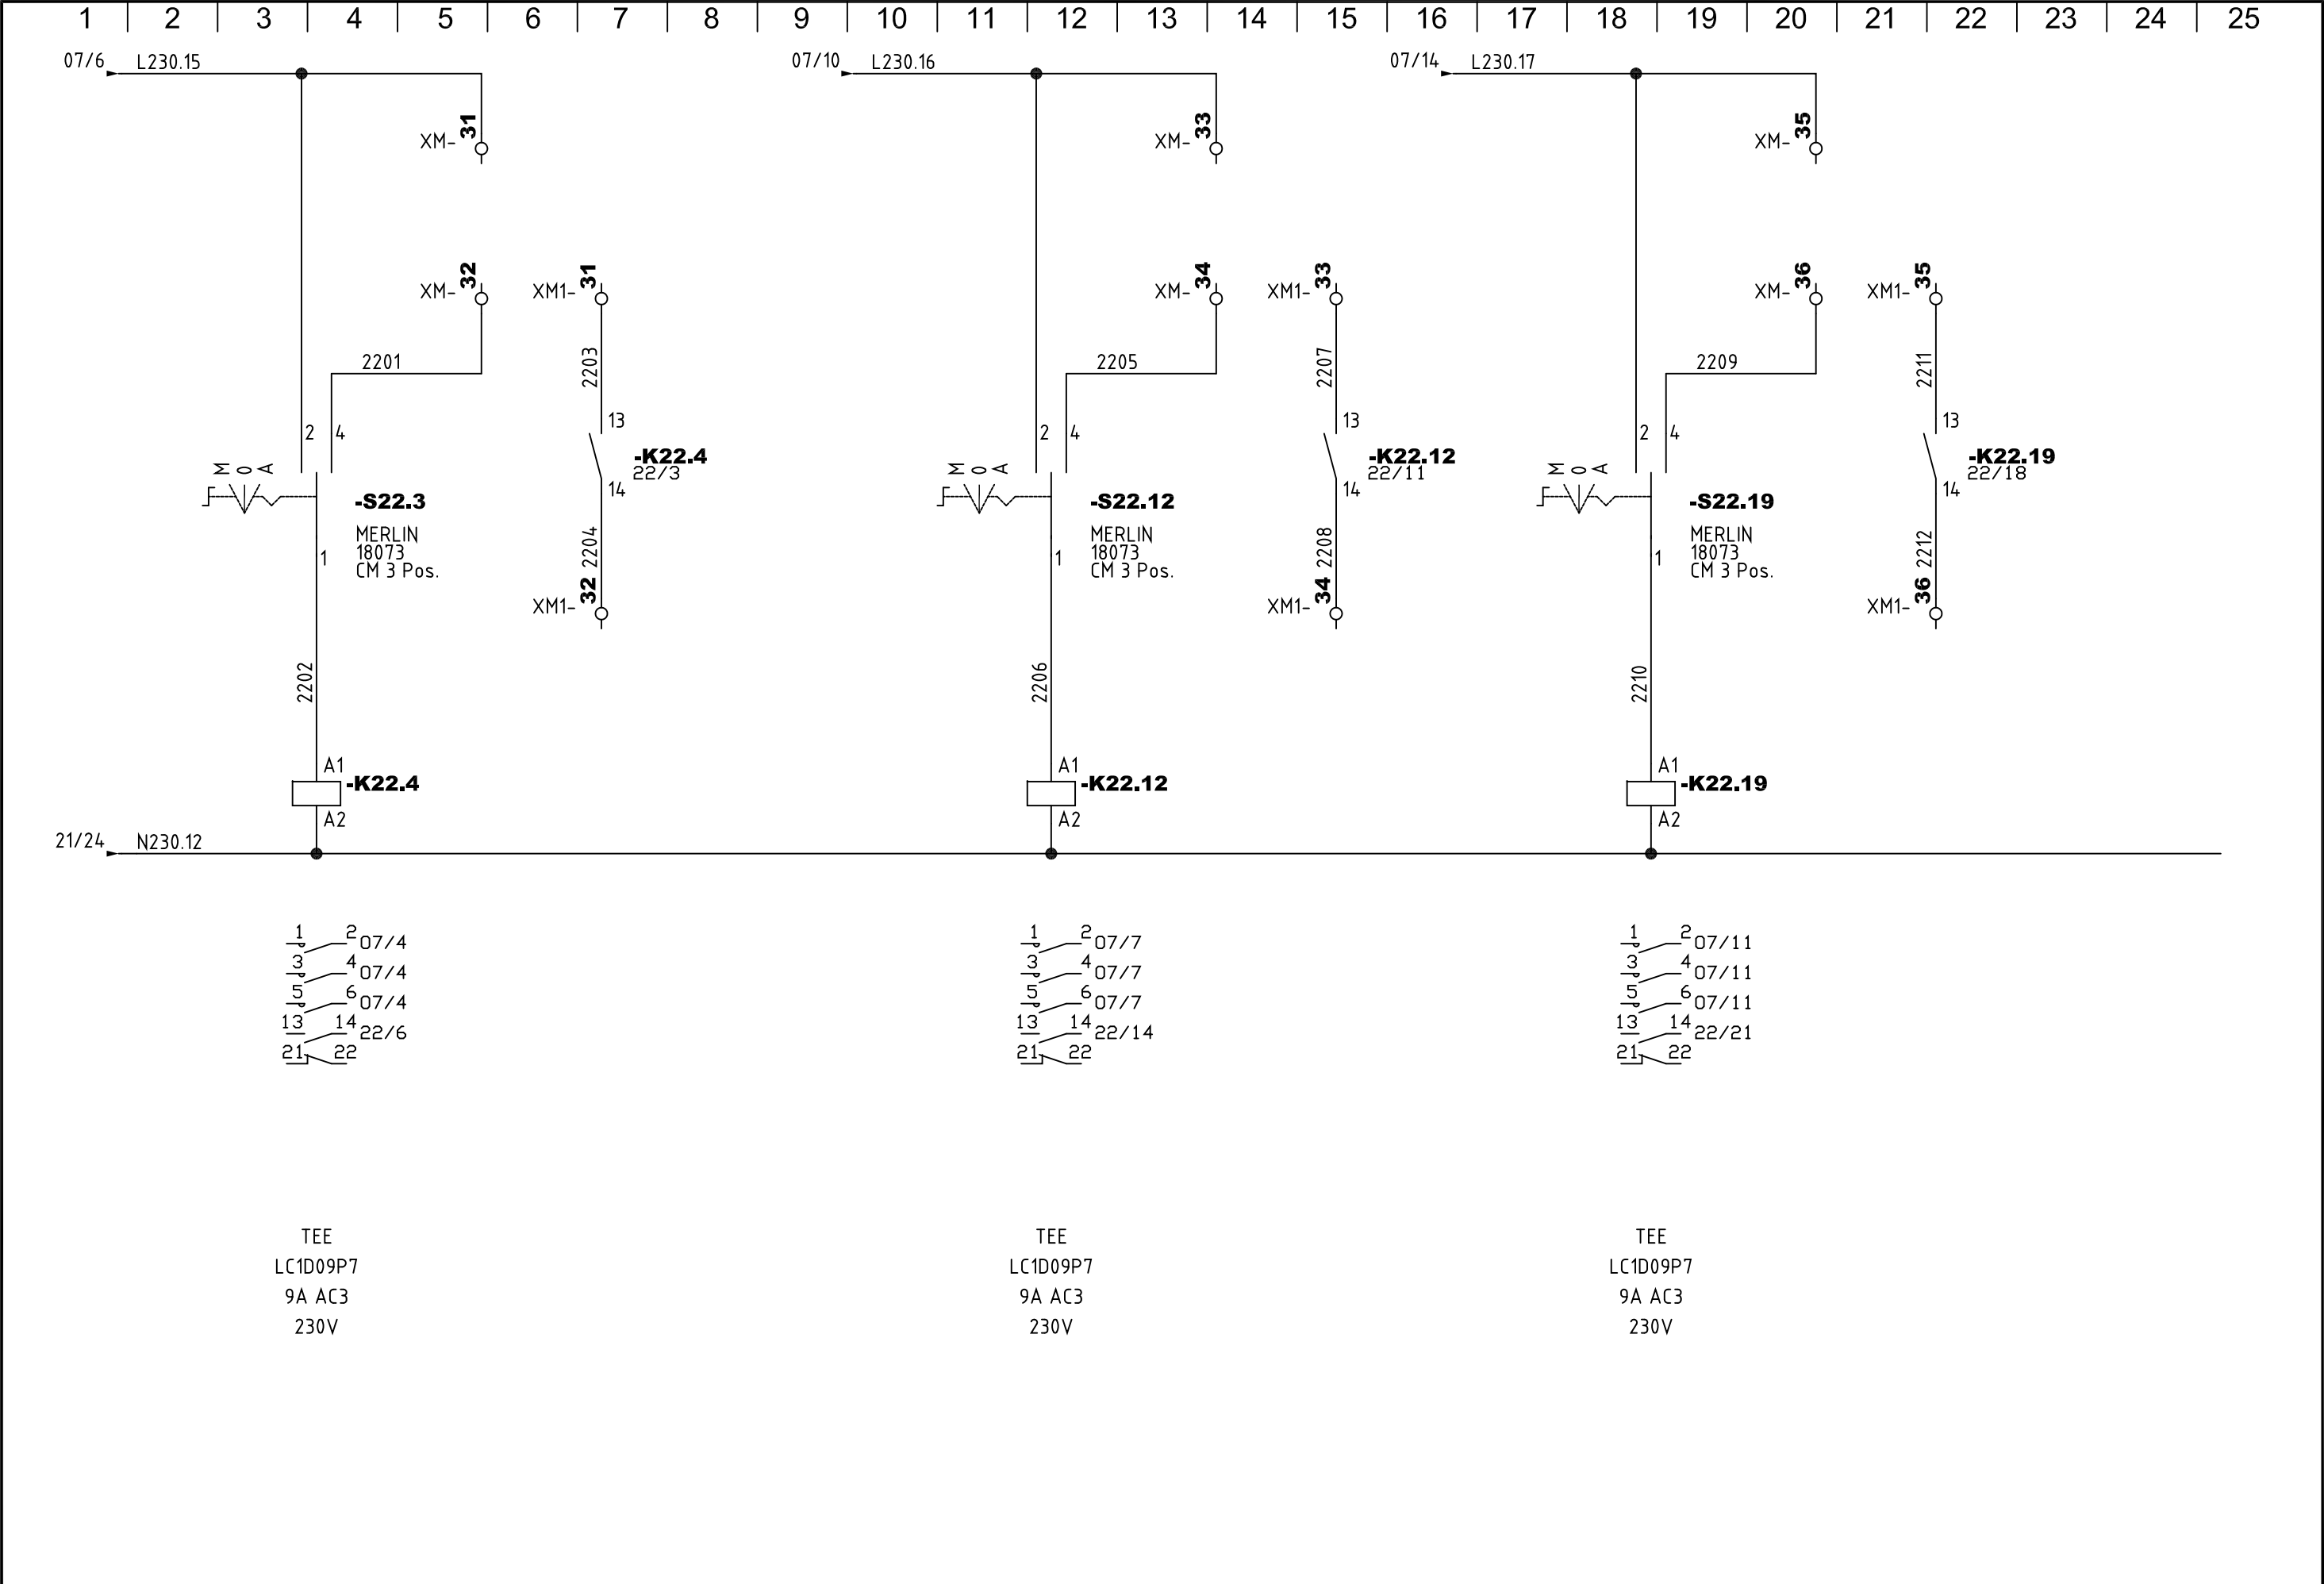 1 2 3 4 5 6 7 8 9 10 11 12 13 14 15 16 17 18 19 20 21 22 23 24 25
07/6 L230.15 07/10 L230.16 07/14 L230.17
XM- 31 XM- 33 XM- 35
XM- 32 XM1- 31 XM- 34 XM1- 33 XM- 36 XM1- 35
2201 2203 2205 2207 2209 2211
2 4 13 2 4 13 2 4 13
M 0 A -K22.4 M 0 A -K22.12 M 0 A -K22.19
22/3 22/11 22/18
14 14 14
-S22.3 -S22.12 -S22.19
MERLIN MERLIN MERLIN
18073 18073 18073
CM 3 Pos. CM 3 Pos. CM 3 Pos.
1 2204 1 2208 1 2212
XM1- 32 XM1- 34 XM1- 36
2202 2206 2210
A1 A1 A1
-K22.4 -K22.12 -K22.19
A2 A2 A2
21/24 N230.12
1 2 07/4 1 2 07/7 1 2 07/11
3 4 07/4 3 4 07/7 3 4 07/11
5 6 07/4 5 6 07/7 5 6 07/11
13 14 22/6 13 14 22/14 13 14 22/21
21 22 21 22 21 22
TEE TEE TEE
LC1D09P7 LC1D09P7 LC1D09P7
9A AC3 9A AC3 9A AC3
230V 230V 230V